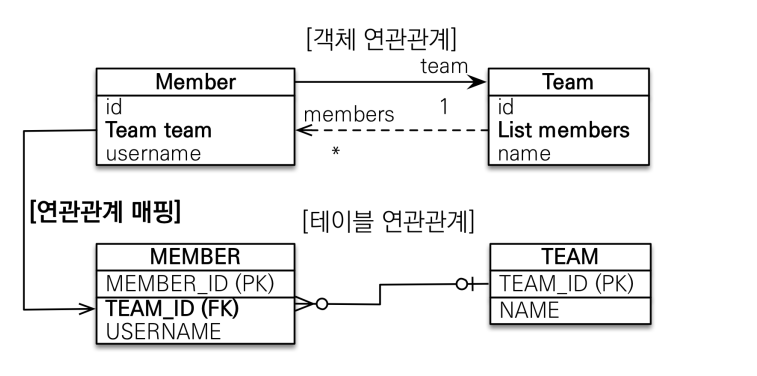 [객체 연관관계]
team
Member
Team
id
Team team
username
members
1
*
id
List members
name
[연관관계 매핑]
[테이블 연관관계]
MEMBER
MEMBER_ID (PK)
TEAM_ID (FK)
USERNAME
TEAM
TEAM_ID (PK)
NAME